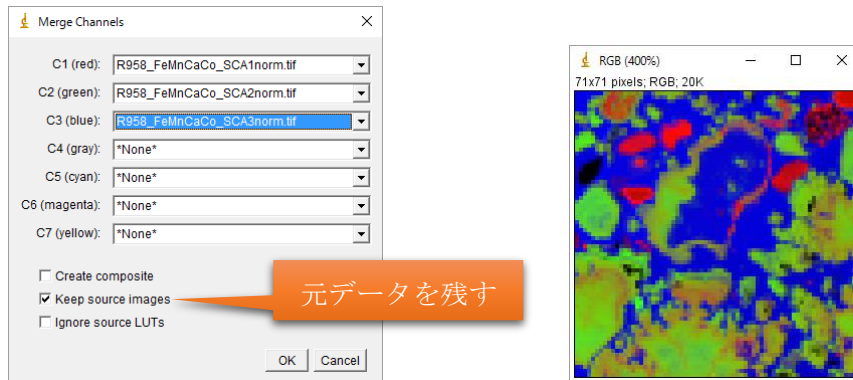 Merge Channels
C1 (red): R958_FeMnCaCo_SCA1norm.tif
C2 (green): R958_FeMnCaCo_SCA2norm.tif
C3 (blue): R958_FeMnCaCo_SCA3norm.tif
C4 (gray): *None*
C5 (cyan): *None*
C6 (magenta): *None*
C7 (yellow): *None*
Create composite
Keep source images
Ignore source LUTs
元データを残す
OK Cancel
RGB (400%)
71x71 pixels; RGB; 20K